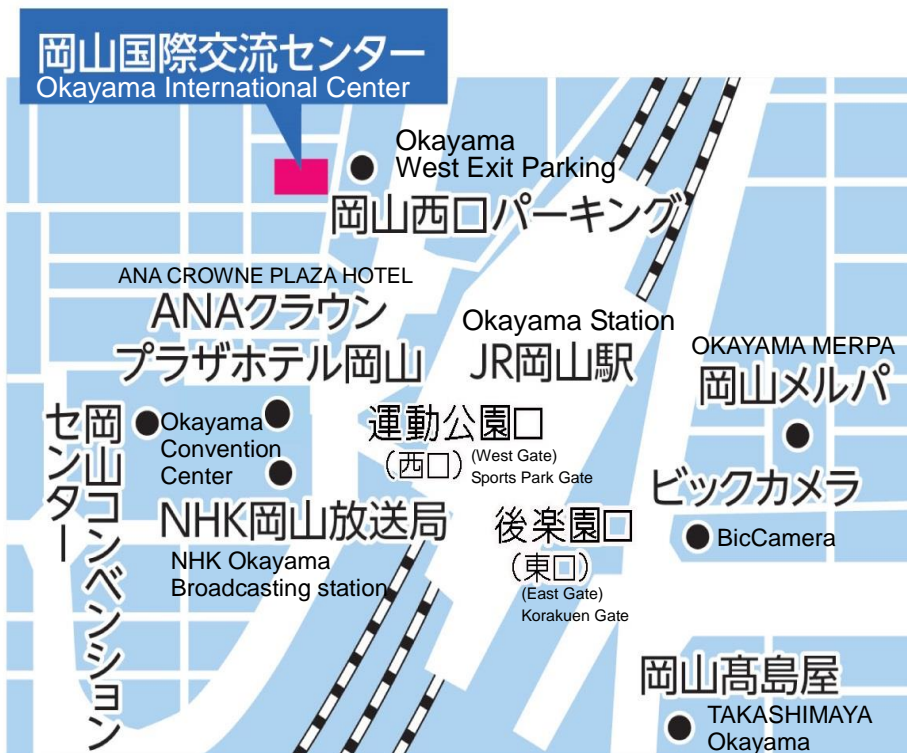 岡山国際交流センター
Okayama International Center
Okayama
West Exit Parking
岡山西口パーキング
ANA CROWNE PLAZA HOTEL
ANAクラウン
プラザホテル岡山
Okayama Station
JR岡山駅
OKAYAMA MERPA
岡山メルパ
岡山コンベンション
センター
Okayama
Convention
Center
運動公園口
(西口)
(West Gate)
Sports Park Gate
ビックカメラ
BicCamera
NHK岡山放送局
NHK Okayama
Broadcasting station
後楽園口
(東口)
(East Gate)
Korakuen Gate
岡山髙島屋
TAKASHIMAYA
Okayama